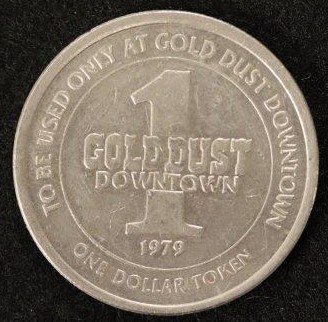 TO BE USED ONLY AT GOLD DUST DOWNTOWN
1
GOLD DUST
DOWNTOWN
1979
ONE DOLLAR TOKEN